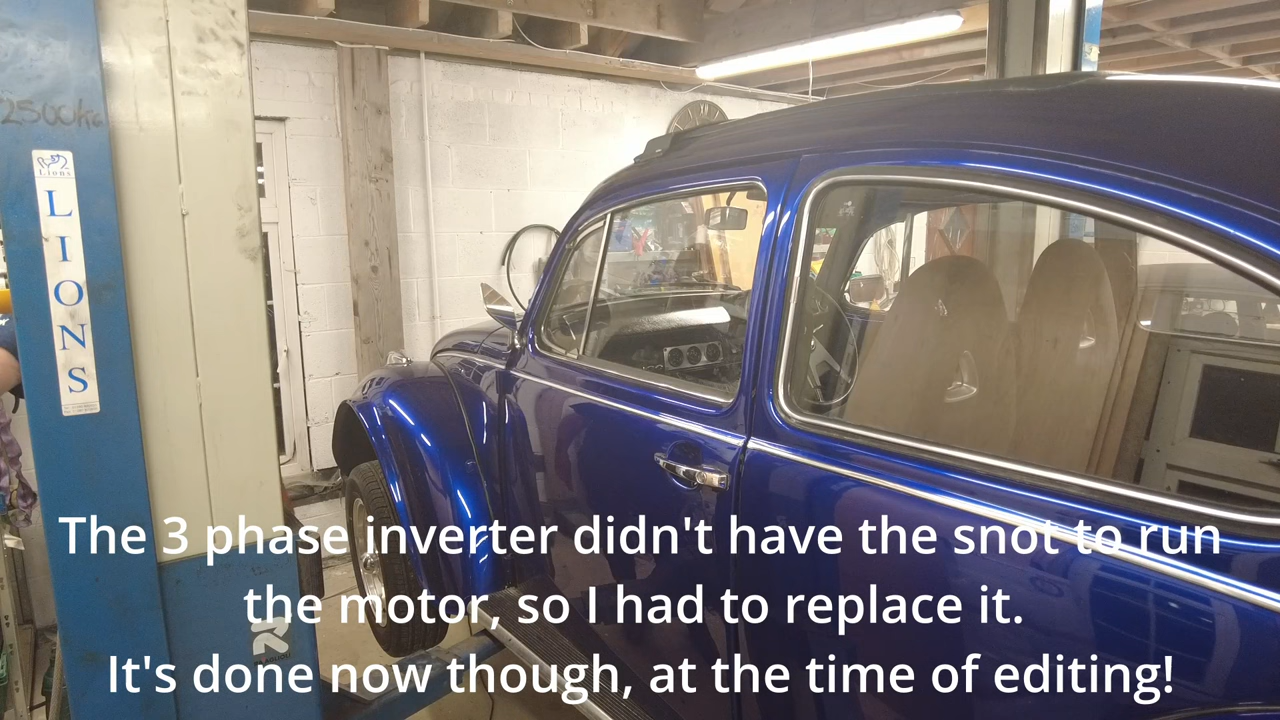 2500kg
Lions
LIONS
The 3 phase inverter didn't have the snot to run
the motor, so I had to replace it.
It's done now though, at the time of editing!